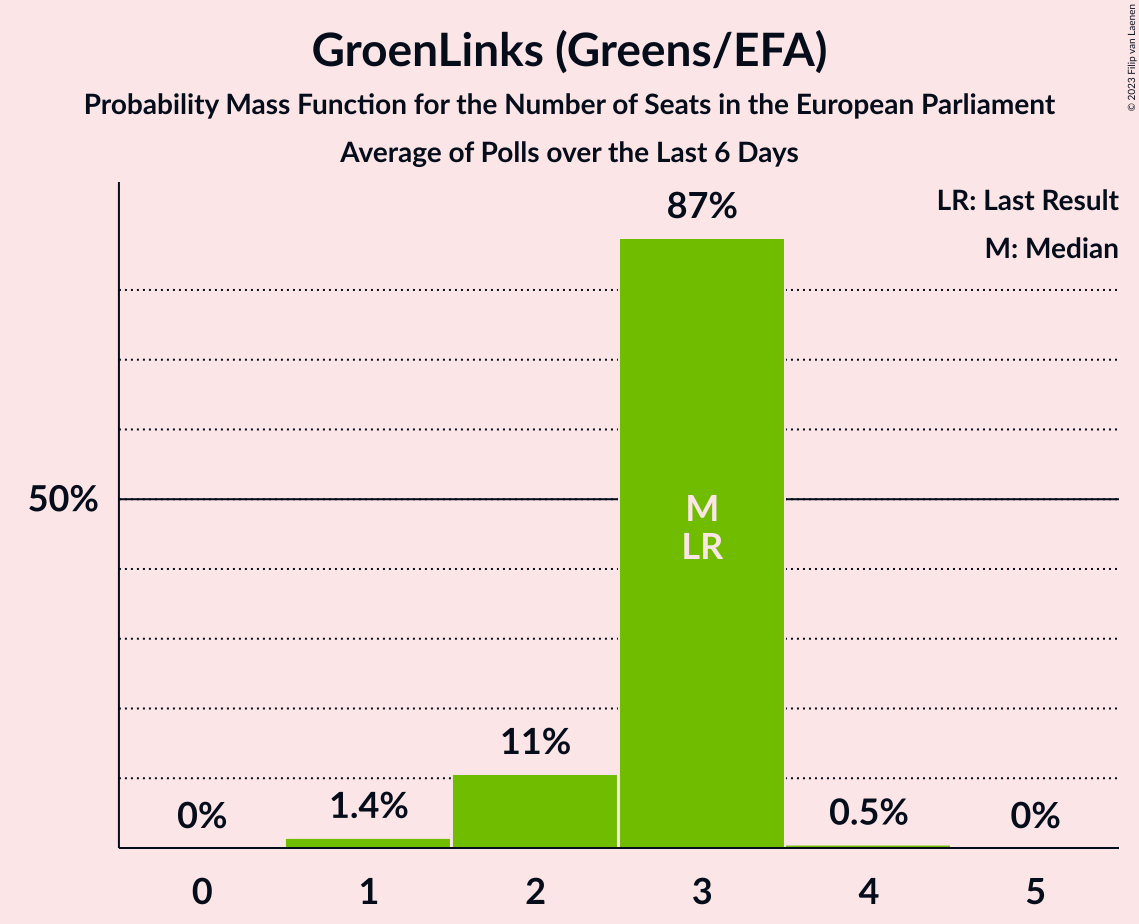 GroenLinks (Greens/EFA)
Probability Mass Function for the Number of Seats in the European Parliament
Average of Polls over the Last 6 Days
© 2023 Filip van Laenen
LR: Last Result
M: Median
87%
50%
M
LR
11%
0%
1.4%
0.5%
0%
0 1 2 3 4 5